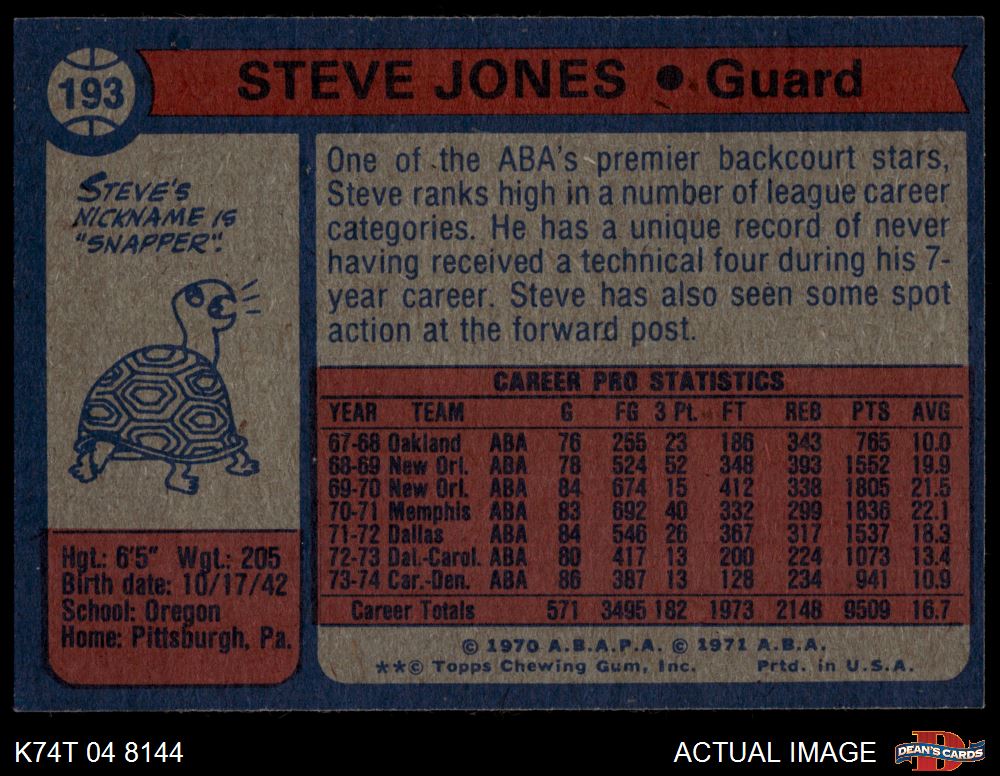 193
STEVE JONES ● Guard
STEVE'S
NICKNAME IS
"SNAPPER".
One of the ABA's premier backcourt stars,
Steve ranks high in a number of league career
categories. He has a unique record of never
having received a technical four during his 7-
year career. Steve has also seen some spot
action at the forward post.
Hgt.: 6'5" Wgt.: 205
Birth date: 10/17/42
School: Oregon
Home: Pittsburgh, Pa.
CAREER PRO STATISTICS
YEAR TEAM G FG 3 Pt. FT REB PTS AVG
67-68 Oakland ABA 76 255 23 186 343 765 10.0
68-69 New Orl. ABA 78 524 52 348 393 1552 19.9
69-70 New Orl. ABA 84 674 15 412 338 1805 21.5
70-71 Memphis ABA 83 692 40 332 299 1836 22.1
71-72 Dallas ABA 84 546 26 367 317 1537 18.3
72-73 Dal.-Carol. ABA 80 417 13 200 224 1073 13.4
73-74 Car.-Den. ABA 86 387 13 128 234 941 10.9
Career Totals 571 3495 182 1973 2148 9509 16.7
© 1970 A.B.A.P.A. © 1971 A.B.A.
**© Topps Chewing Gum, Inc. Prtd. in U.S.A.
K74T 04 8144
ACTUAL IMAGE
D
DEAN'S CARDS